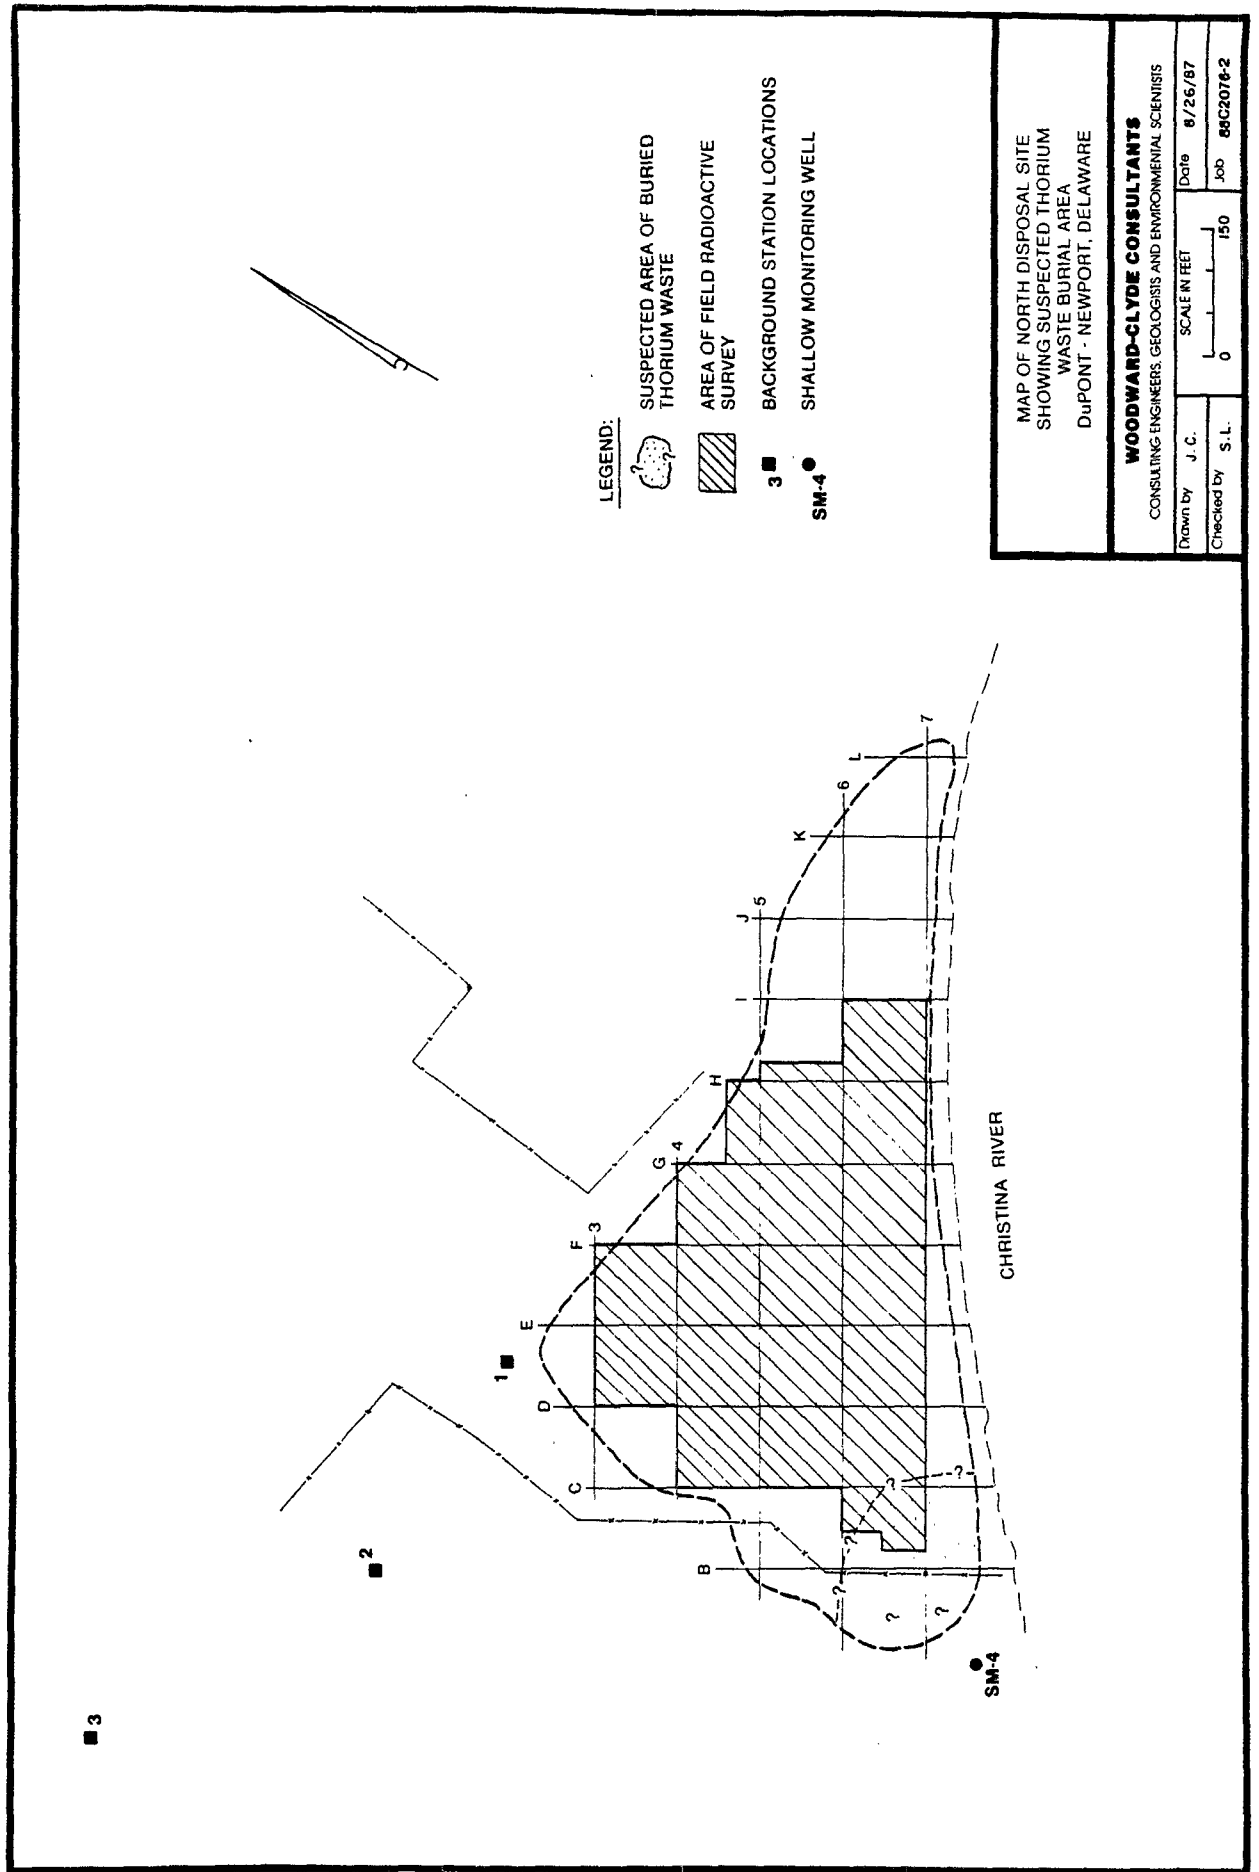 3
2
1
B
C
D
E
F
3
G
4
H
I
J
5
K
6
L
7
?
?
?
?
?
?
SM-4
CHRISTINA RIVER
LEGEND:
?
?
SUSPECTED AREA OF BURIED
THORIUM WASTE
AREA OF FIELD RADIOACTIVE
SURVEY
3
BACKGROUND STATION LOCATIONS
SM-4
SHALLOW MONITORING WELL
MAP OF NORTH DISPOSAL SITE
SHOWING SUSPECTED THORIUM
WASTE BURIAL AREA
DuPONT - NEWPORT, DELAWARE
WOODWARD-CLYDE CONSULTANTS
CONSULTING ENGINEERS, GEOLOGISTS AND ENVIRONMENTAL SCIENTISTS
Drawn by J.C.
SCALE IN FEET
Date 8/26/87
Checked by S.L.
0 150
Job 88C2076-2